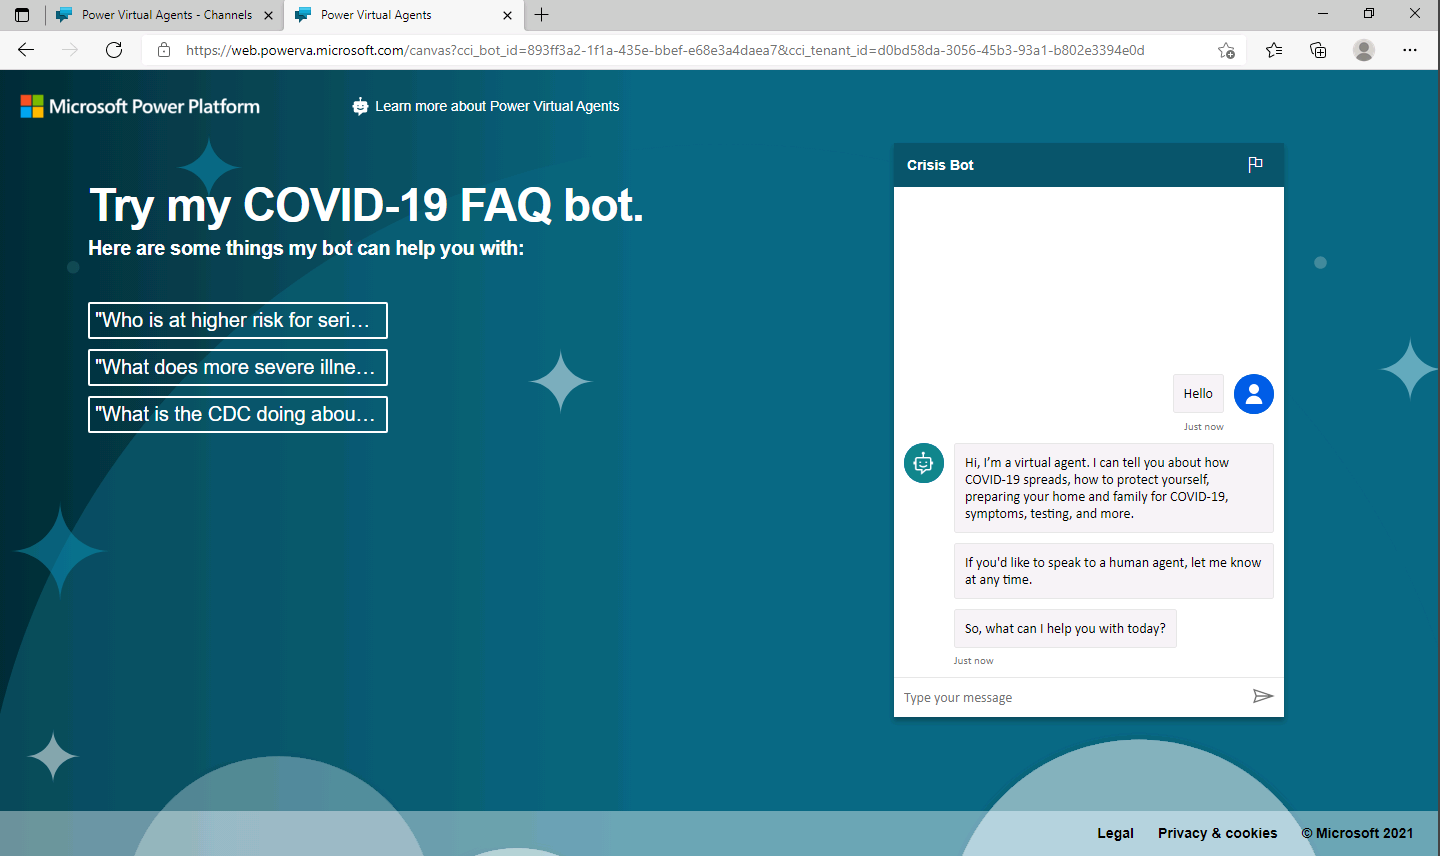 Power Virtual Agents - Channels
Power Virtual Agents
https://web.powerva.microsoft.com/canvas?cci_bot_id=893ff3a2-1f1a-435e-bbef-e68e3a4daea7&cci_tenant_id=d0bd58da-3056-45b3-93a1-b802e3394e0d
Microsoft Power Platform
Learn more about Power Virtual Agents
Try my COVID-19 FAQ bot.
Here are some things my bot can help you with:
"Who is at higher risk for seri…
"What does more severe illne…
"What is the CDC doing abou…
Crisis Bot
Hello
Just now
Hi, I’m a virtual agent. I can tell you about how
COVID-19 spreads, how to protect yourself,
preparing your home and family for COVID-19,
symptoms, testing, and more.
If you'd like to speak to a human agent, let me know
at any time.
So, what can I help you with today?
Just now
Type your message
Legal
Privacy & cookies
© Microsoft 2021